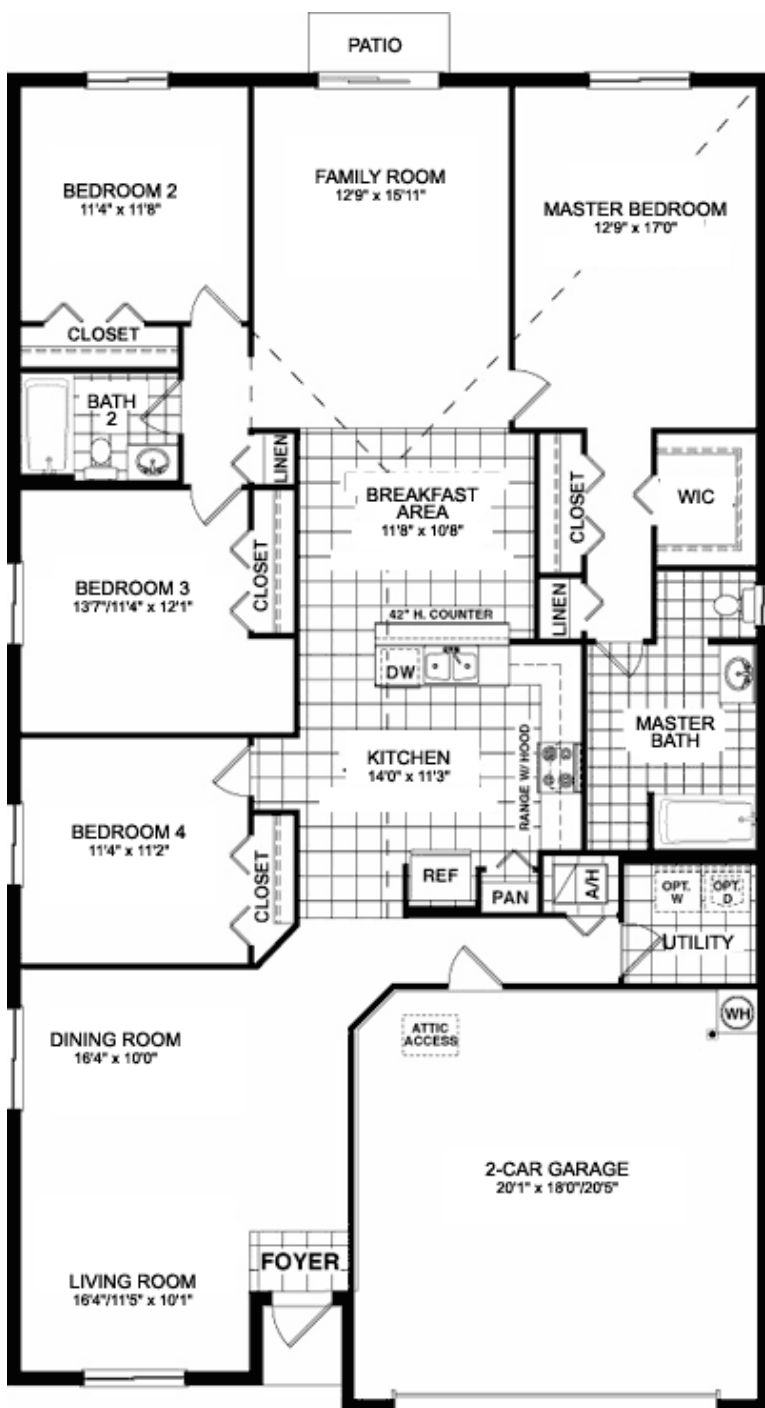 PATIO
BEDROOM 2
11'4" x 11'8"
FAMILY ROOM
12'9" x 15'11"
MASTER BEDROOM
12'9" x 17'0"
CLOSET
BATH
2
LINEN
BREAKFAST
AREA
11'8" x 10'8"
CLOSET
WIC
BEDROOM 3
13'7"/11'4" x 12'1"
CLOSET
LINEN
42" H. COUNTER
DW
MASTER
BATH
KITCHEN
14'0" x 11'3"
RANGE W/ HOOD
BEDROOM 4
11'4" x 11'2"
CLOSET
REF
PAN
A/H
OPT.
W
OPT.
D
UTILITY
DINING ROOM
16'4" x 10'0"
ATTIC
ACCESS
WH
2-CAR GARAGE
20'1" x 18'0"/20'5"
FOYER
LIVING ROOM
16'4"/11'5" x 10'1"